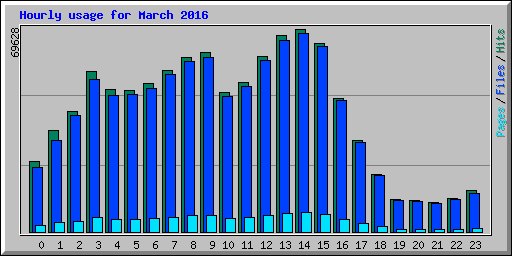 Hourly usage for March 2016
69628
Pages/Files/Hits
0 1 2 3 4 5 6 7 8 9 10 11 12 13 14 15 16 17 18 19 20 21 22 23